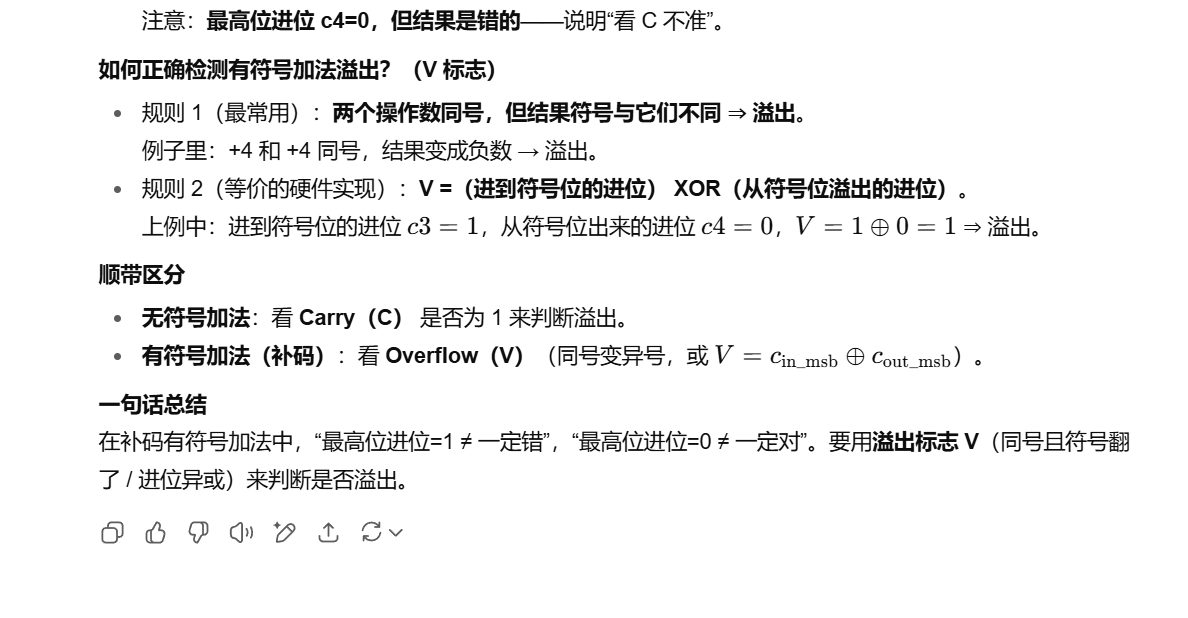 注意：最高位进位 c4=0，但结果是错的——说明“看 C 不准”。
如何正确检测有符号加法溢出？（V 标志）
• 规则 1（最常用）：两个操作数同号，但结果符号与它们不同 ⇒ 溢出。
例子里：+4 和 +4 同号，结果变成负数 → 溢出。
• 规则 2（等价的硬件实现）：V =（进到符号位的进位） XOR（从符号位溢出的进位）。
上例中：进到符号位的进位 c3 = 1，从符号位出来的进位 c4 = 0，V = 1 ⊕ 0 = 1 ⇒ 溢出。
顺带区分
• 无符号加法：看 Carry（C） 是否为 1 来判断溢出。
• 有符号加法（补码）：看 Overflow（V）（同号变异号，或 V = c_in_msb ⊕ c_out_msb）。
一句话总结
在补码有符号加法中，“最高位进位=1 ≠ 一定错”，“最高位进位=0 ≠ 一定对”。要用溢出标志 V（同号且符号翻
了 / 进位异或）来判断是否溢出。